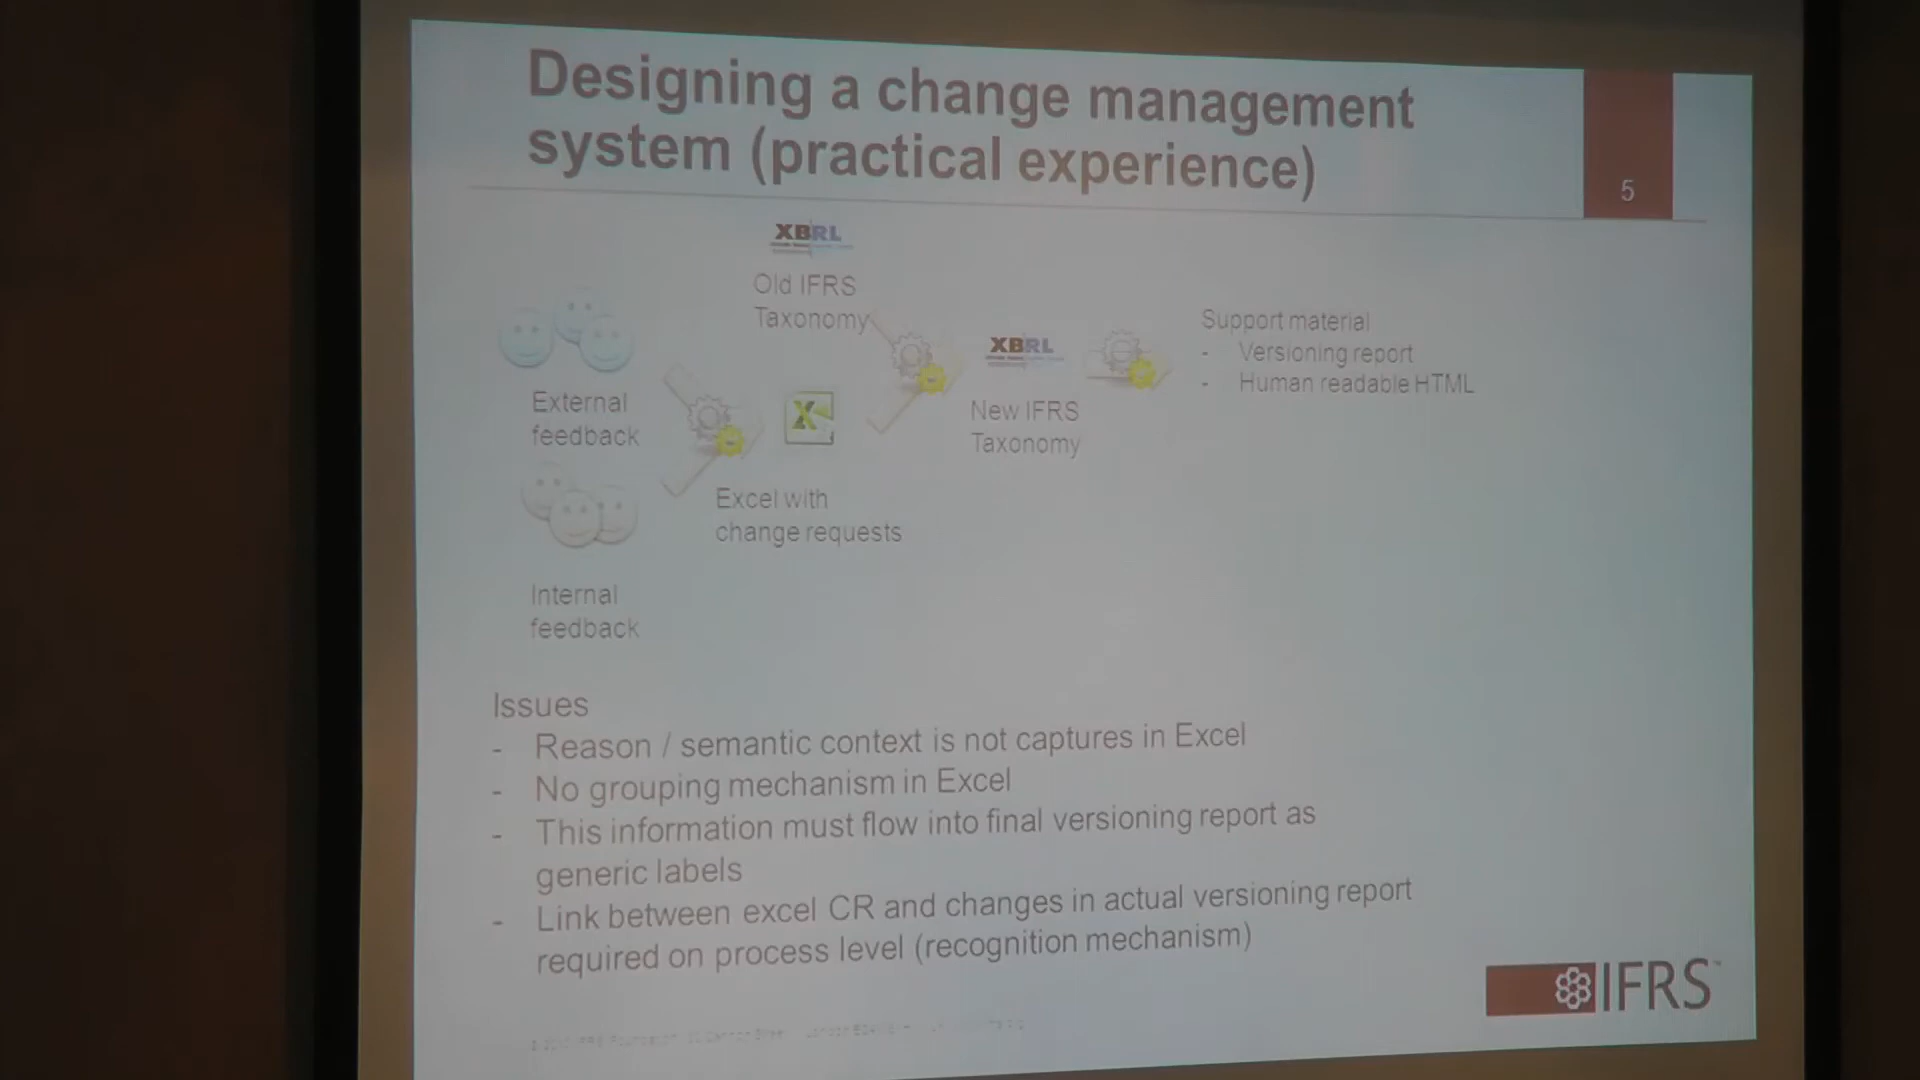 Designing a change management
system (practical experience)
5
XBRL
Old IFRS
Taxonomy
External
feedback
Excel with
change requests
XBRL
New IFRS
Taxonomy
Support material
- Versioning report
- Human readable HTML
Internal
feedback
Issues
- Reason / semantic context is not captures in Excel
- No grouping mechanism in Excel
- This information must flow into final versioning report as
generic labels
- Link between excel CR and changes in actual versioning report
required on process level (recognition mechanism)
IFRS™